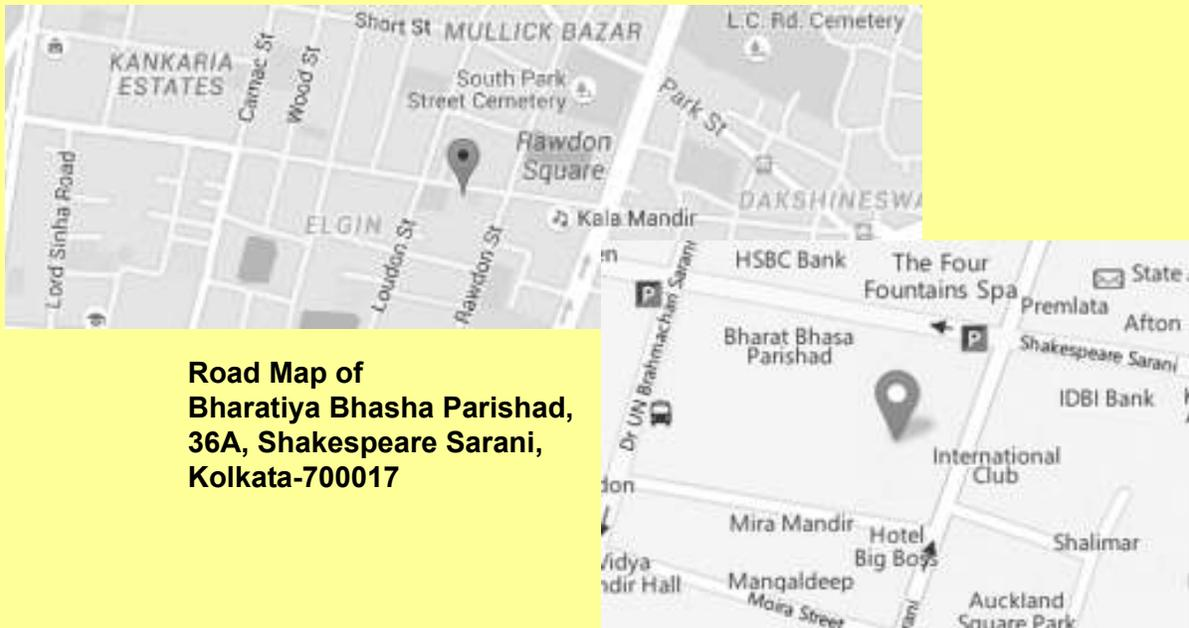 Short St
MULLICK BAZAR
L.C. Rd. Cemetery
KANKARIA
ESTATES
Camac St
Wood St
South Park
Street Cemetery
Park St
Rawdon
Square
Lord Sinha Road
ELGIN
Loudon St
Rawdon St
Kala Mandir
DAKSHINESWA
Road Map of
Bharatiya Bhasha Parishad,
36A, Shakespeare Sarani,
Kolkata-700017
en
HSBC Bank
The Four
Fountains Spa
State
Premlata
Afton
P
P
Dr UN Brahmachari Sarani
Bharat Bhasa
Parishad
Shakespeare Sarani
IDBI Bank
International
Club
don
Mira Mandir
Hotel
Big Boss
Shalimar
Vidya
ndir Hall
Mangaldeep
Moira Street
rani
Auckland
Square Park